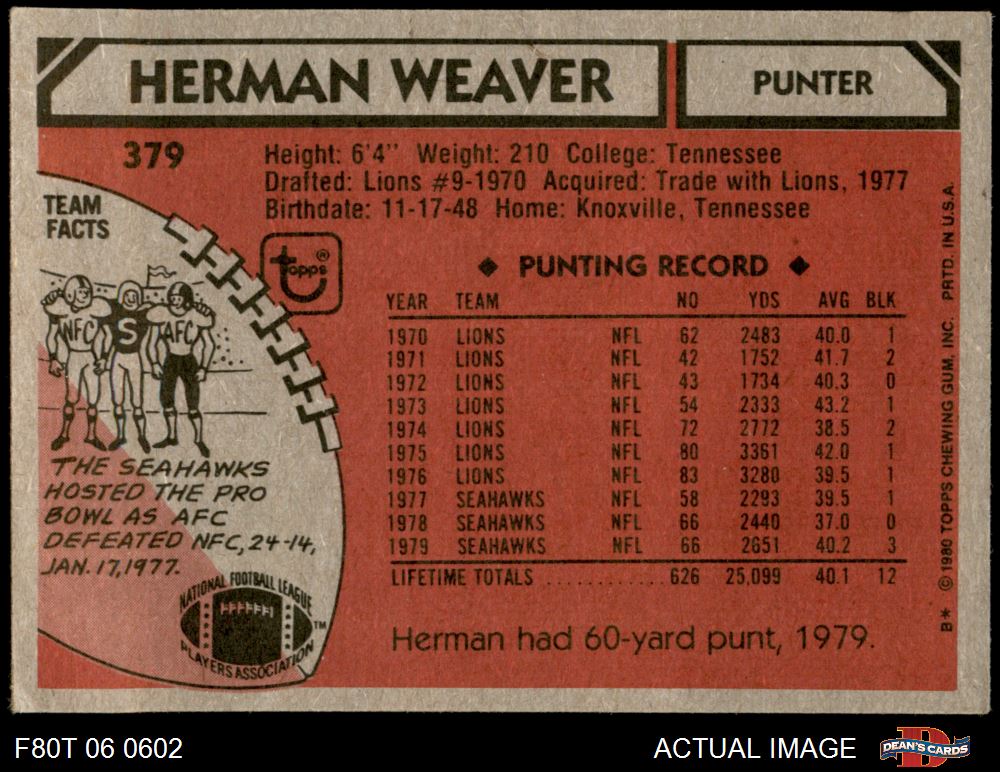 HERMAN WEAVER
PUNTER
379
Height: 6'4" Weight: 210 College: Tennessee
Drafted: Lions #9-1970 Acquired: Trade with Lions, 1977
Birthdate: 11-17-48 Home: Knoxville, Tennessee
TEAM
FACTS
NFC S AFC
THE SEAHAWKS
HOSTED THE PRO
BOWL AS AFC
DEFEATED NFC, 24-14,
JAN. 17, 1977.
topps®
◆ PUNTING RECORD ◆
YEAR TEAM NO YDS AVG BLK
1970 LIONS NFL 62 2483 40.0 1
1971 LIONS NFL 42 1752 41.7 2
1972 LIONS NFL 43 1734 40.3 0
1973 LIONS NFL 54 2333 43.2 1
1974 LIONS NFL 72 2772 38.5 2
1975 LIONS NFL 80 3361 42.0 1
1976 LIONS NFL 83 3280 39.5 1
1977 SEAHAWKS NFL 58 2293 39.5 1
1978 SEAHAWKS NFL 66 2440 37.0 0
1979 SEAHAWKS NFL 66 2651 40.2 3
LIFETIME TOTALS ............ 626 25,099 40.1 12
Herman had 60-yard punt, 1979.
NATIONAL FOOTBALL LEAGUE
PLAYERS ASSOCIATION
TM
B* © 1980 TOPPS CHEWING GUM, INC. PRTD. IN U.S.A.
F80T 06 0602
ACTUAL IMAGE
D
DEAN'S CARDS